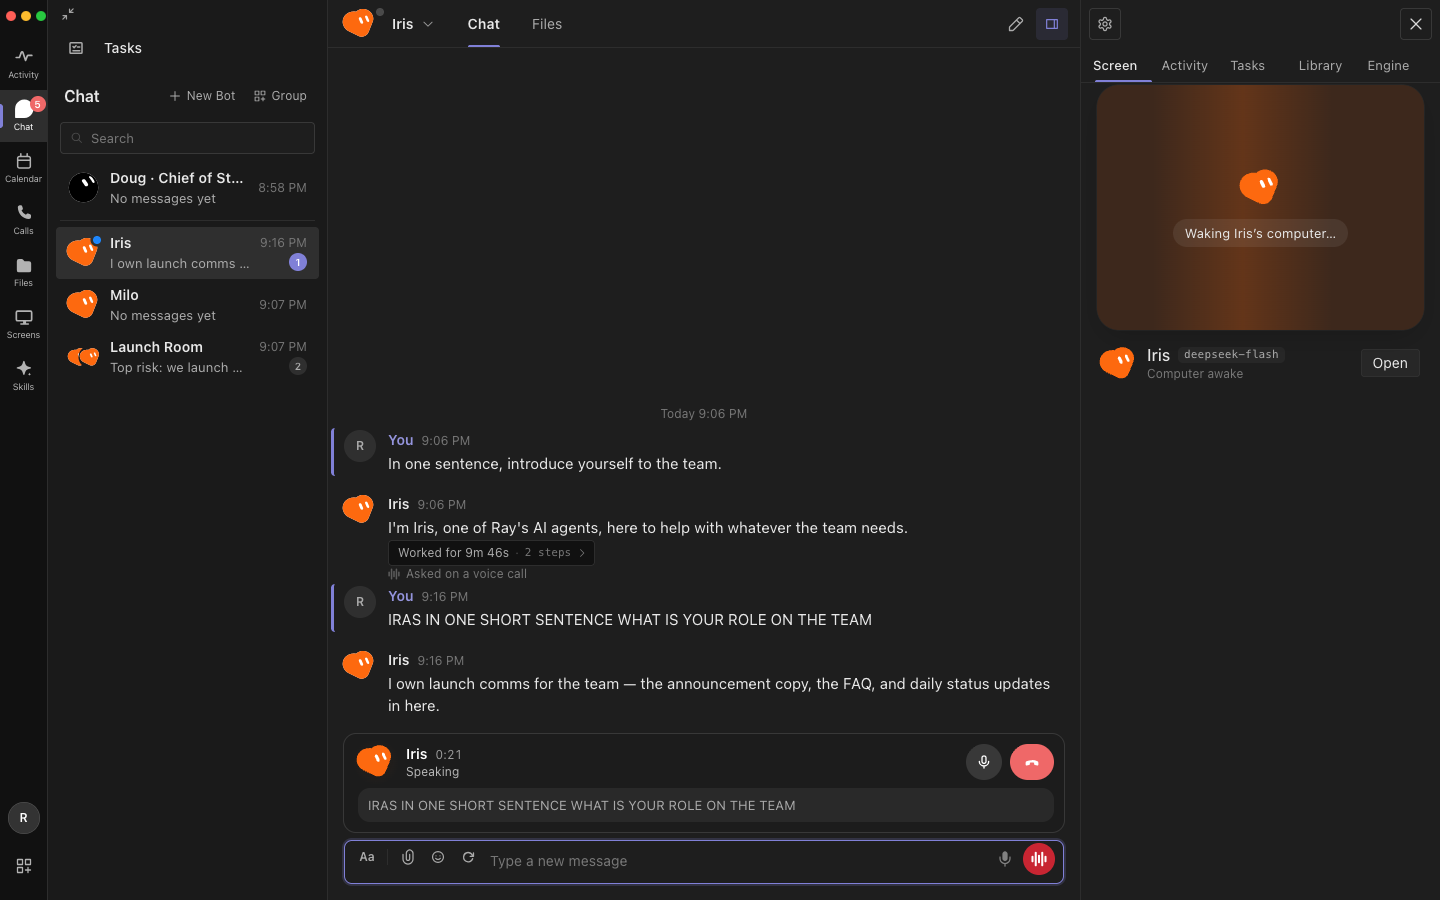 Activity
5
Chat
Calendar
Calls
Files
Screens
Skills
R
Tasks
Chat
New Bot
Group
Search
Doug · Chief of St...
8:58 PM
No messages yet
Iris
9:16 PM
I own launch comms ...
1
Milo
9:07 PM
No messages yet
Launch Room
9:07 PM
Top risk: we launch ...
2
Iris
Chat
Files
Today 9:06 PM
R
You 9:06 PM
In one sentence, introduce yourself to the team.
Iris 9:06 PM
I'm Iris, one of Ray's AI agents, here to help with whatever the team needs.
Worked for 9m 46s · 2 steps
Asked on a voice call
R
You 9:16 PM
IRAS IN ONE SHORT SENTENCE WHAT IS YOUR ROLE ON THE TEAM
Iris 9:16 PM
I own launch comms for the team — the announcement copy, the FAQ, and daily status updates
in here.
Iris 0:21
Speaking
IRAS IN ONE SHORT SENTENCE WHAT IS YOUR ROLE ON THE TEAM
Aa
Type a new message
Screen
Activity
Tasks
Library
Engine
Waking Iris's computer...
Iris deepseek-flash
Computer awake
Open